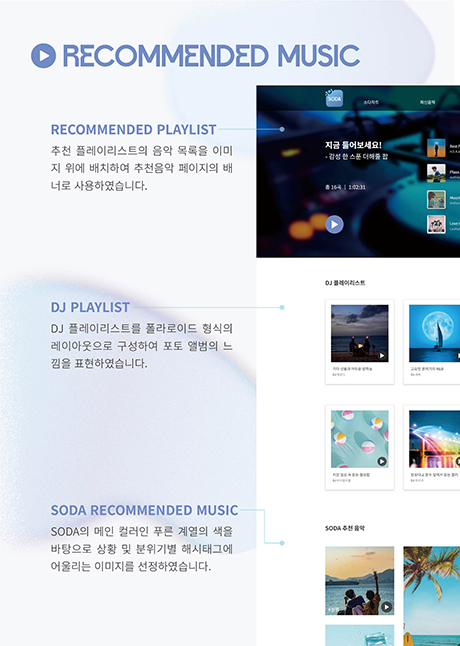 RECOMMENDED MUSIC
SODA
소다차트
최신음악
RECOMMENDED PLAYLIST
추천 플레이리스트의 음악 목록을 이미
지 위에 배치하여 추천음악 페이지의 배
너로 사용하였습니다.
지금 들어보세요!
- 감성 한 스푼 더해줄 팝
총 16곡 | 1:02:31
DJ PLAYLIST
DJ 플레이리스트를 폴라로이드 형식의
레이아웃으로 구성하여 포토 앨범의 느
낌을 표현하였습니다.
DJ 플레이리스트
SODA RECOMMENDED MUSIC
SODA의 메인 컬러인 푸른 계열의 색을
바탕으로 상황 및 분위기별 해시태그에
어울리는 이미지를 선정하였습니다.
SODA 추천 음악